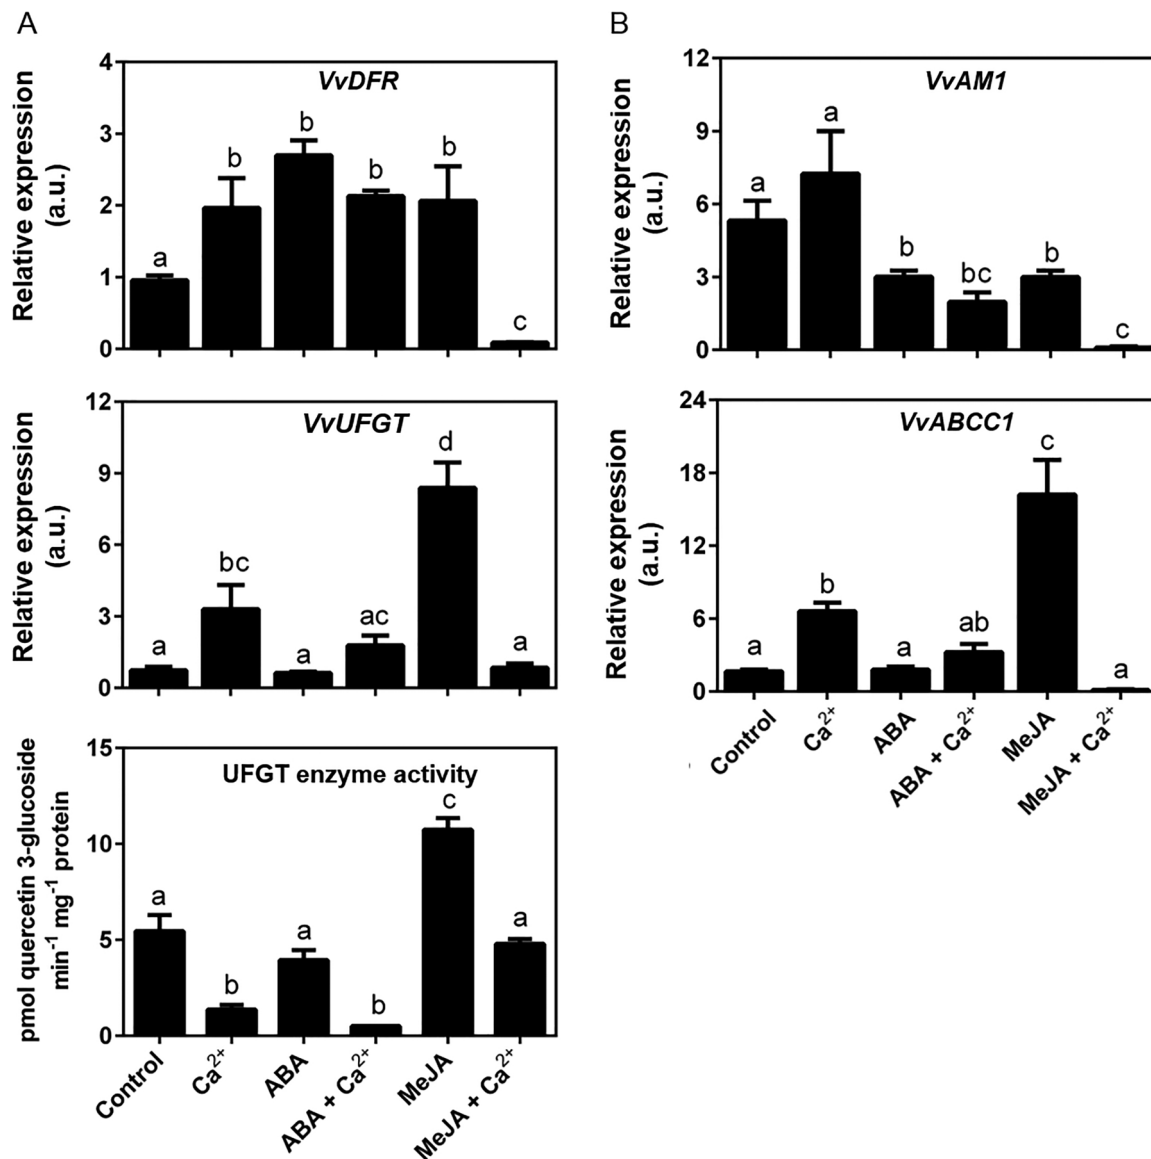 A
VvDFR
Relative expression
(a.u.)
4
3
2
1
0
a
b
b
b
b
c
VvUFGT
Relative expression
(a.u.)
12
9
6
3
0
a
bc
a
ac
d
a
UFGT enzyme activity
pmol quercetin 3-glucoside
min⁻¹ mg⁻¹ protein
15
10
5
0
a
b
a
b
c
a
Control
Ca²⁺
ABA
ABA + Ca²⁺
MeJA
MeJA + Ca²⁺
B
VvAM1
Relative expression
(a.u.)
12
9
6
3
0
a
a
b
bc
b
c
VvABCC1
Relative expression
(a.u.)
24
18
12
6
0
a
b
a
ab
c
a
Control
Ca²⁺
ABA
ABA + Ca²⁺
MeJA
MeJA + Ca²⁺